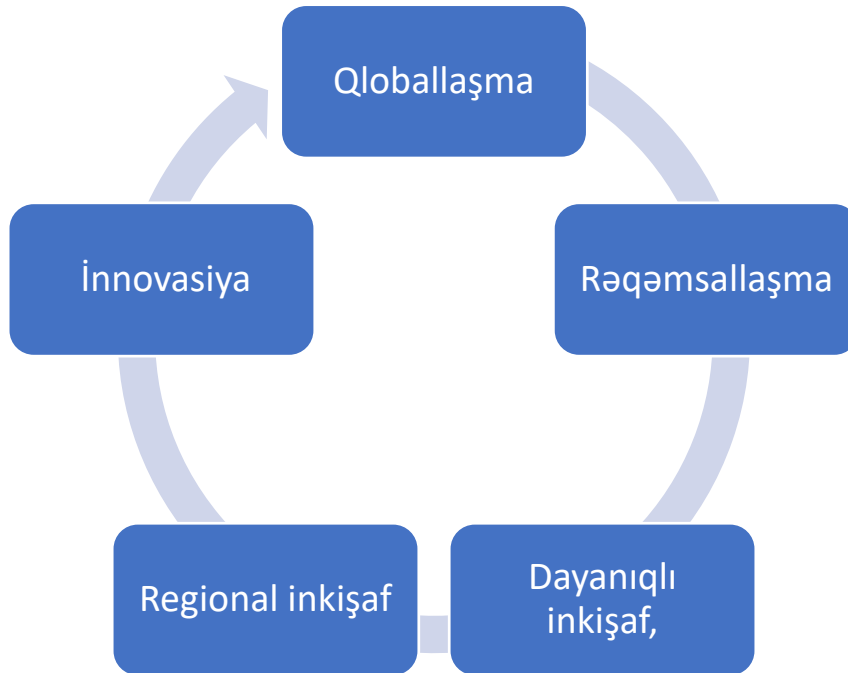 Qloballaşma
Rəqəmsallaşma
Dayanıqlı
inkişaf,
Regional inkişaf
İnnovasiya